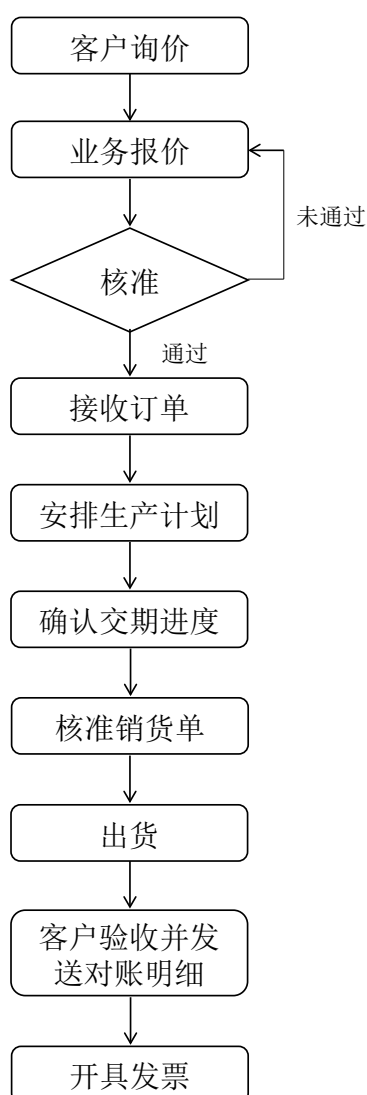 客户询价
业务报价
未通过
核准
通过
接收订单
安排生产计划
确认交期进度
核准销货单
出货
客户验收并发
送对账明细
开具发票